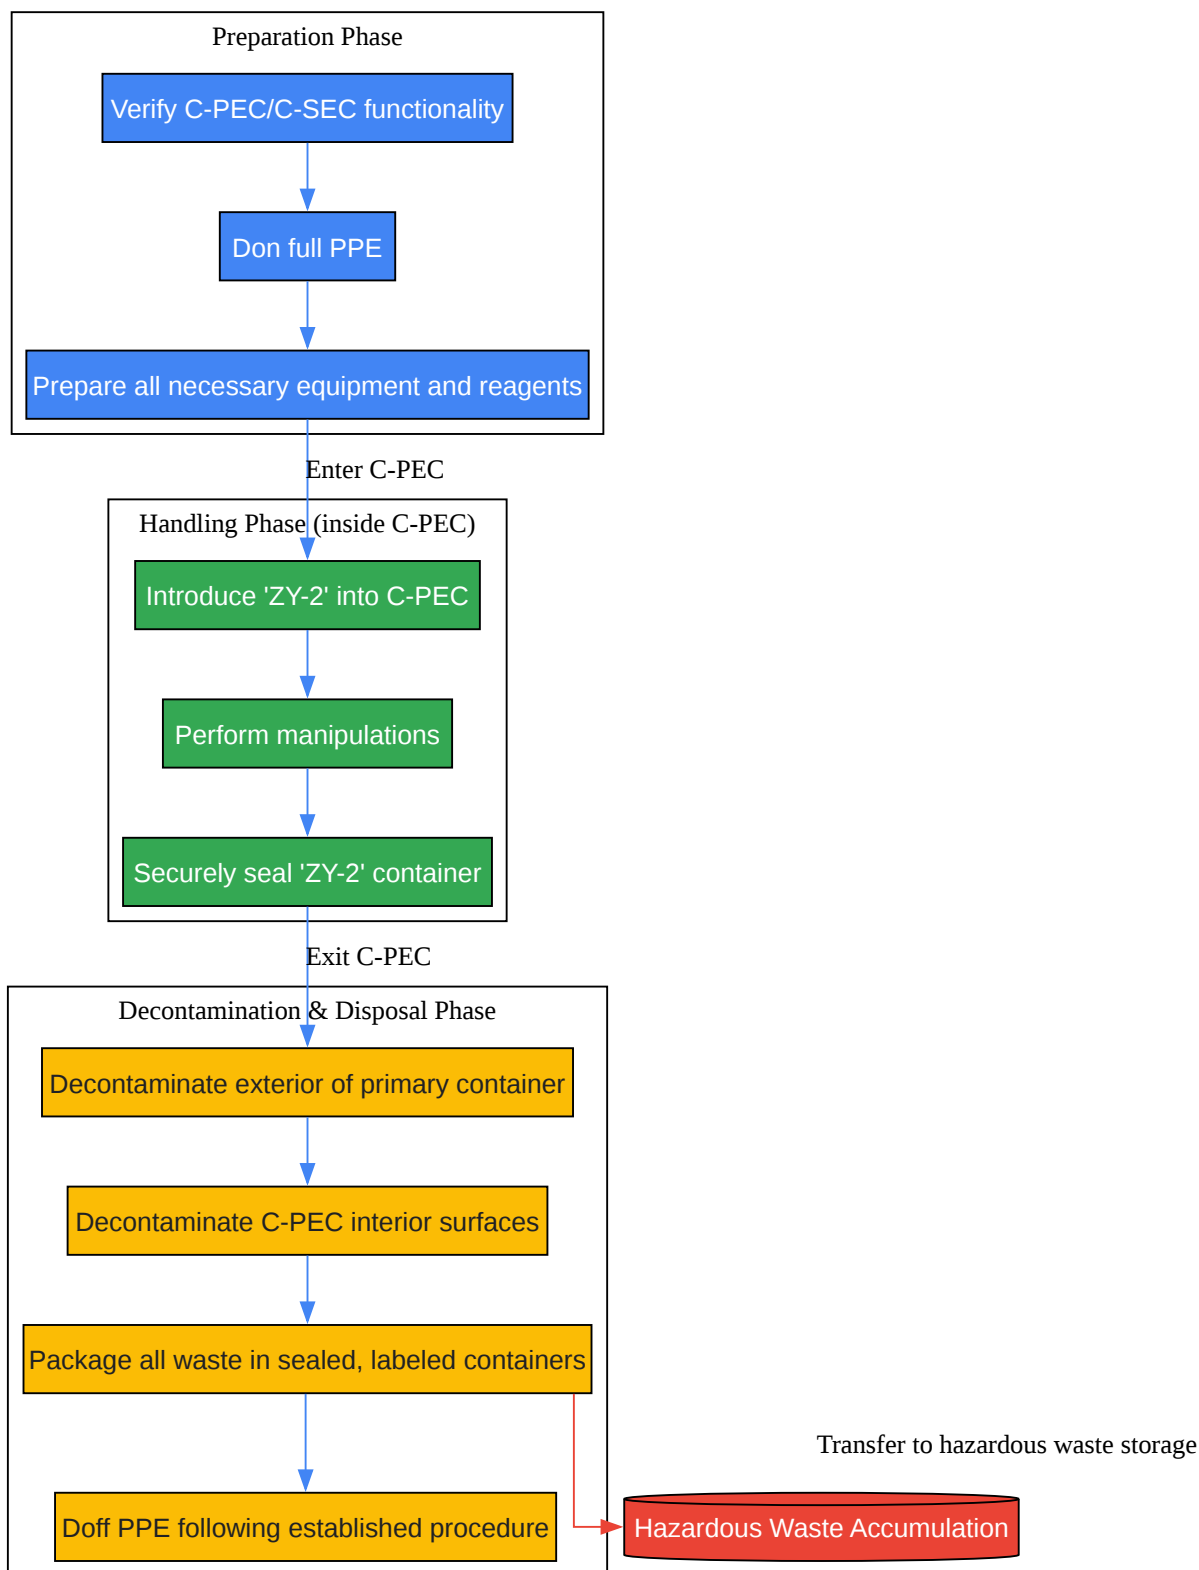 Preparation Phase
Verify C-PEC/C-SEC functionality
Don full PPE
Prepare all necessary equipment and reagents
Enter C-PEC
Handling Phase (inside C-PEC)
Introduce 'ZY-2' into C-PEC
Perform manipulations
Securely seal 'ZY-2' container
Exit C-PEC
Decontamination & Disposal Phase
Decontaminate exterior of primary container
Decontaminate C-PEC interior surfaces
Package all waste in sealed, labeled containers
Transfer to hazardous waste storage
Doff PPE following established procedure
Hazardous Waste Accumulation